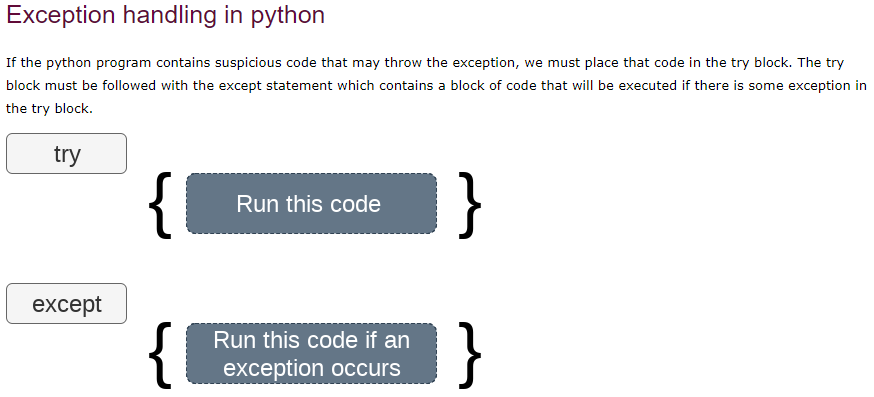 Exception handling in python
If the python program contains suspicious code that may throw the exception, we must place that code in the try block. The try
block must be followed with the except statement which contains a block of code that will be executed if there is some exception in
the try block.
try
{ Run this code }
except
{ Run this code if an
exception occurs }